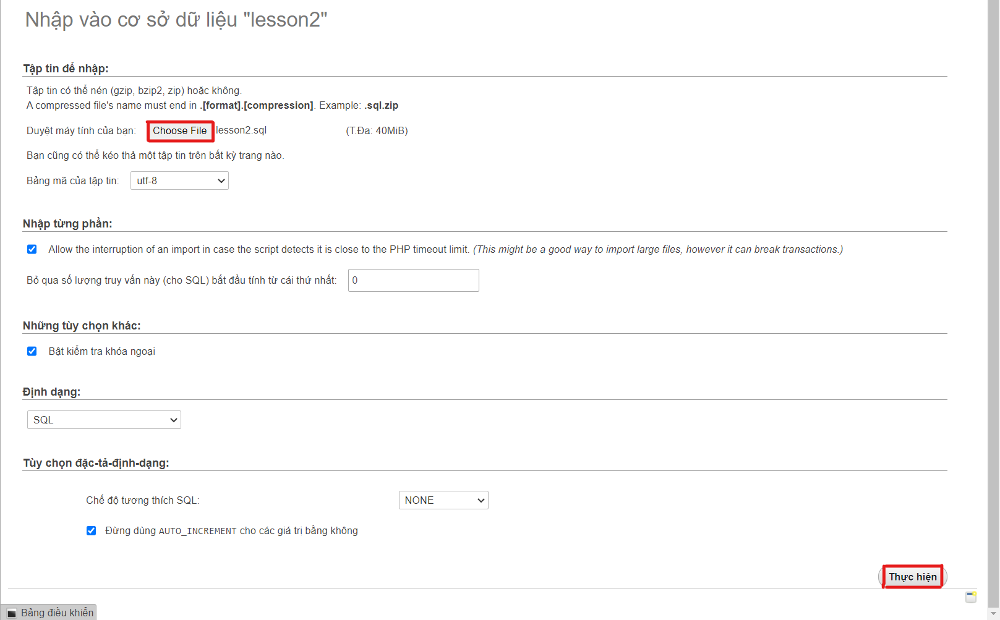 Nhập vào cơ sở dữ liệu "lesson2"
Tập tin để nhập:
Tập tin có thể nén (gzip, bzip2, zip) hoặc không.
A compressed file's name must end in .[format].[compression]. Example: .sql.zip
Duyệt máy tính của bạn: Choose File lesson2.sql (T.Đa: 40MiB)
Bạn cũng có thể kéo thả một tập tin trên bất kỳ trang nào.
Bảng mã của tập tin: utf-8
Nhập từng phần:
Allow the interruption of an import in case the script detects it is close to the PHP timeout limit. (This might be a good way to import large files, however it can break transactions.)
Bỏ qua số lượng truy vấn này (cho SQL) bắt đầu tính từ cái thứ nhất: 0
Những tùy chọn khác:
Bật kiểm tra khóa ngoại
Định dạng:
SQL
Tùy chọn đặc-tả-định-dạng:
Chế độ tương thích SQL: NONE
Đừng dùng AUTO_INCREMENT cho các giá trị bằng không
Thực hiện
Bảng điều khiển